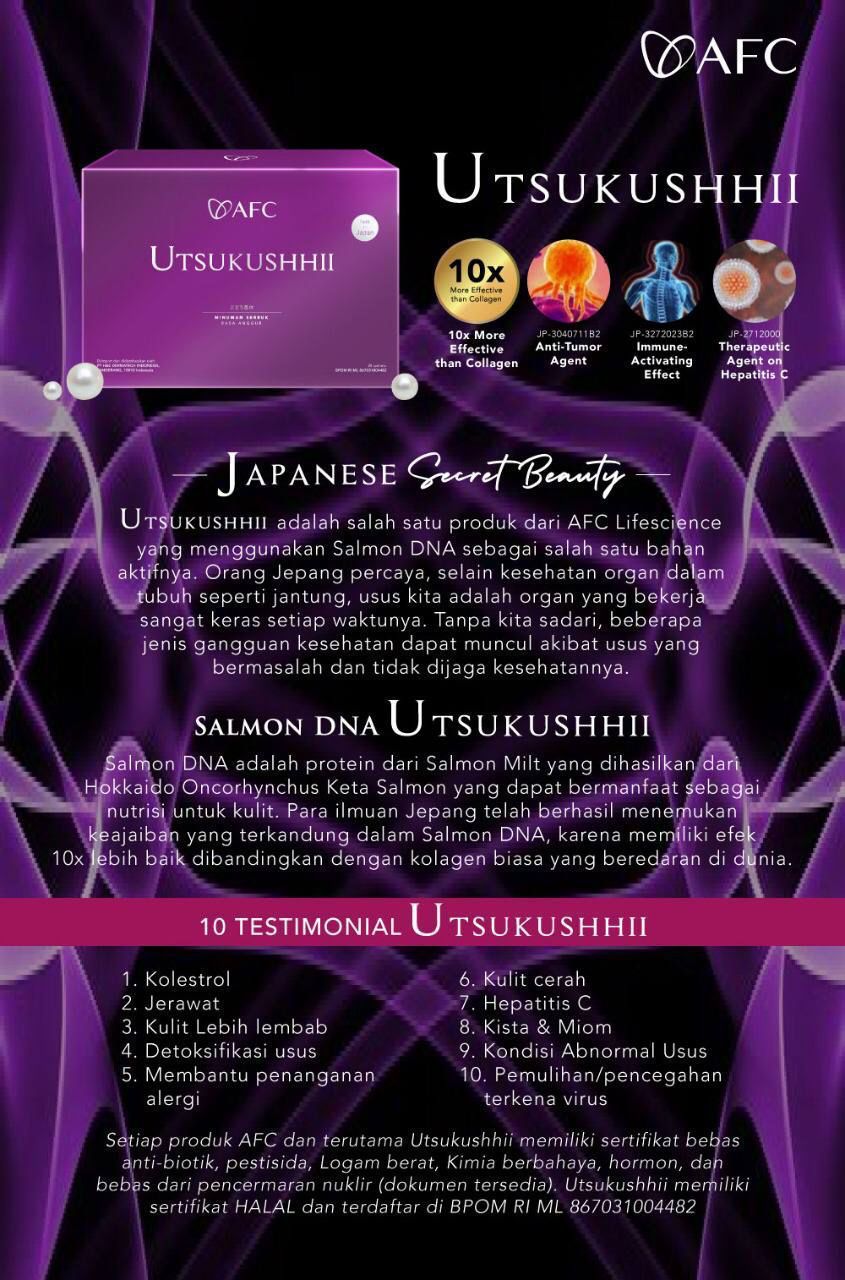 AFC
AFC
Japan
UTSUKUSHHII
MINUMAN SERBUK
RASA ANGGUR
BPOM RI ML 867031004482
UTSUKUSHHII
10x
More Effective
than Collagen
10x More
Effective
than Collagen
JP-3040711B2
Anti-Tumor
Agent
JP-3272023B2
Immune-
Activating
Effect
JP-2712000
Therapeutic
Agent on
Hepatitis C
JAPANESE Secret Beauty
UTSUKUSHHII adalah salah satu produk dari AFC Lifescience
yang menggunakan Salmon DNA sebagai salah satu bahan
aktifnya. Orang Jepang percaya, selain kesehatan organ dalam
tubuh seperti jantung, usus kita adalah organ yang bekerja
sangat keras setiap waktunya. Tanpa kita sadari, beberapa
jenis gangguan kesehatan dapat muncul akibat usus yang
bermasalah dan tidak dijaga kesehatannya.
SALMON DNA UTSUKUSHHII
Salmon DNA adalah protein dari Salmon Milt yang dihasilkan dari
Hokkaido Oncorhynchus Keta Salmon yang dapat bermanfaat sebagai
nutrisi untuk kulit. Para ilmuan Jepang telah berhasil menemukan
keajaiban yang terkandung dalam Salmon DNA, karena memiliki efek
10x lebih baik dibandingkan dengan kolagen biasa yang beredaran di dunia.
10 TESTIMONIAL UTSUKUSHHII
1. Kolestrol
2. Jerawat
3. Kulit Lebih lembab
4. Detoksifikasi usus
5. Membantu penanganan
alergi
6. Kulit cerah
7. Hepatitis C
8. Kista & Miom
9. Kondisi Abnormal Usus
10. Pemulihan/pencegahan
terkena virus
Setiap produk AFC dan terutama Utsukushhii memiliki sertifikat bebas
anti-biotik, pestisida, Logam berat, Kimia berbahaya, hormon, dan
bebas dari pencermaran nuklir (dokumen tersedia). Utsukushhii memiliki
sertifikat HALAL dan terdaftar di BPOM RI ML 867031004482